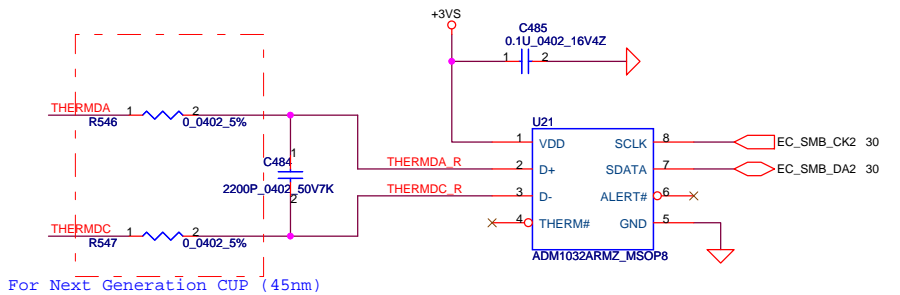 +3VS
C485
0.1U_0402_16V4Z
1 2
THERMDA 1 2
R546 0_0402_5%
U21
1 VDD SCLK 8 EC_SMB_CK2 30
C484 1
2200P_0402_50V7K
2
THERMDA_R 2 D+ SDATA 7 EC_SMB_DA2 30
THERMDC_R 3 D- ALERT# 6
4 THERM# GND 5
THERMDC 1 2
R547 0_0402_5%
ADM1032ARMZ_MSOP8
For Next Generation CUP (45nm)